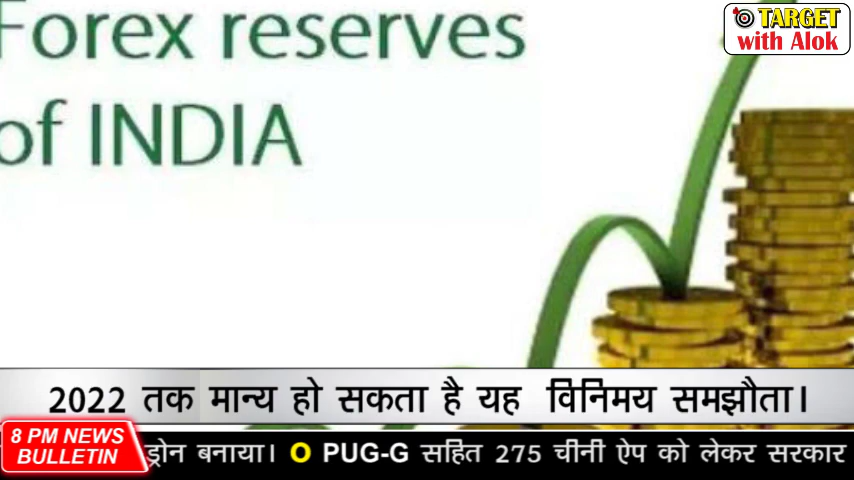 Forex reserves
of INDIA
TARGET
with Alok
2022 तक मान्य हो सकता है यह विनिमय समझौता।
8 PM NEWS
BULLETIN
ड्रोन बनाया। O PUG-G सहित 275 चीनी ऐप को लेकर सरकार